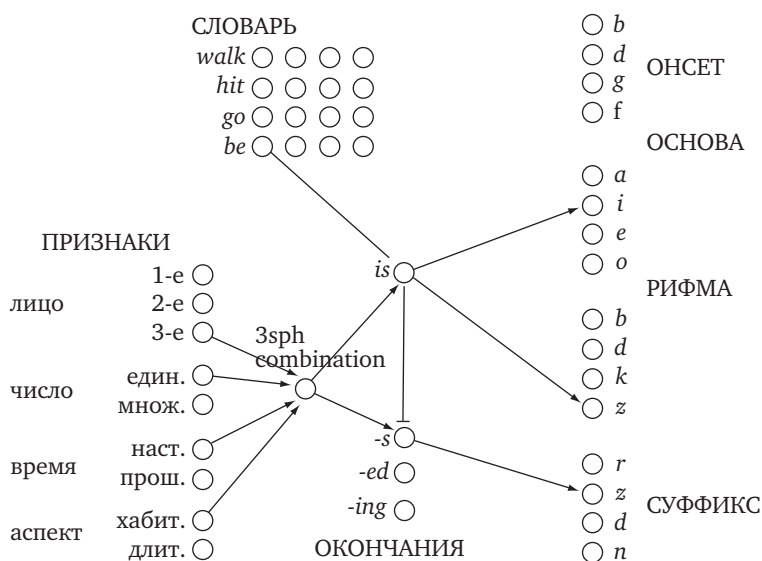 СЛОВАРЬ
walk
hit
go
be
b
d
g
f
ОНСЕТ
ОСНОВА
a
i
e
o
РИФМА
b
d
k
z
r
z
d
n
СУФФИКС
ПРИЗНАКИ
1-е
лицо
2-е
3-е
число
един.
множ.
время
наст.
прош.
аспект
хабит.
длит.
3sph
combination
is
-s
-ed
-ing
ОКОНЧАНИЯ